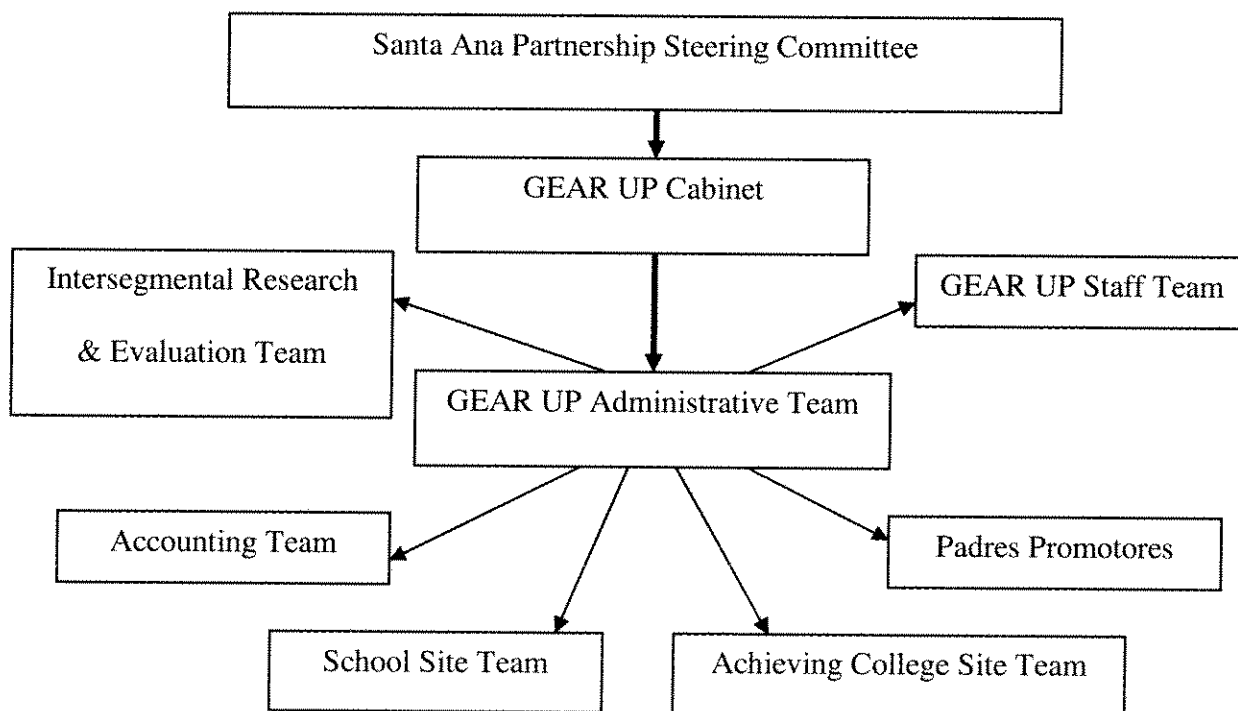 Santa Ana Partnership Steering Committee
GEAR UP Cabinet
Intersegmental Research
& Evaluation Team
GEAR UP Staff Team
GEAR UP Administrative Team
Accounting Team
Padres Promotores
School Site Team
Achieving College Site Team